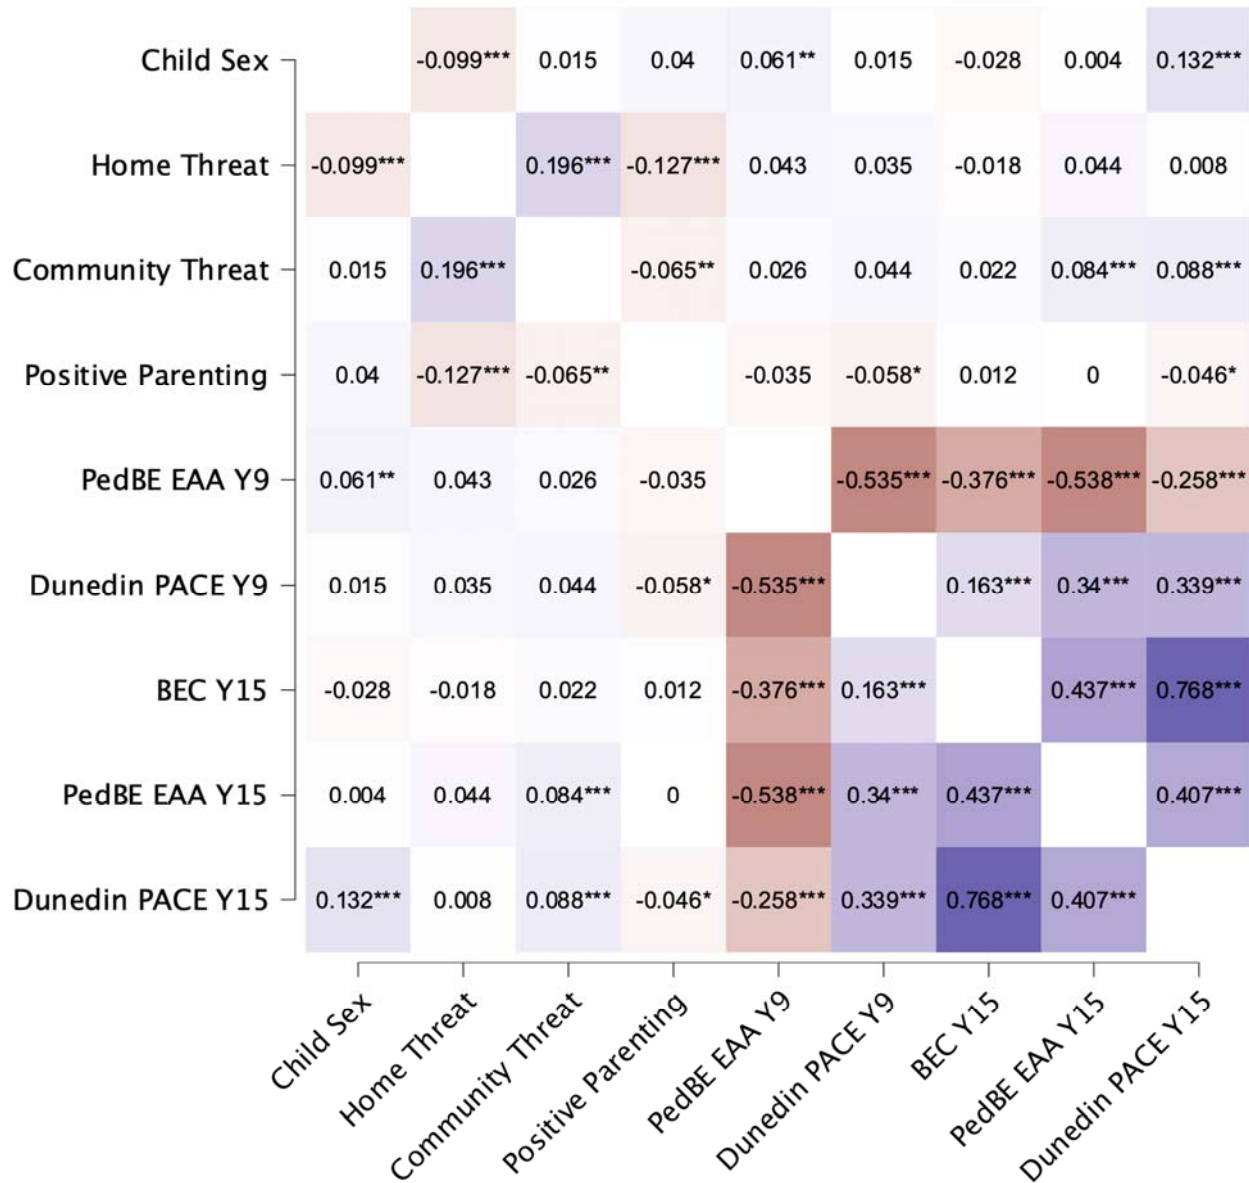 Child Sex -0.099*** 0.015 0.04 0.061** 0.015 -0.028 0.004 0.132***
Home Threat -0.099*** 0.196*** -0.127*** 0.043 0.035 -0.018 0.044 0.008
Community Threat 0.015 0.196*** -0.065** 0.026 0.044 0.022 0.084*** 0.088***
Positive Parenting 0.04 -0.127*** -0.065** -0.035 -0.058* 0.012 0 -0.046*
PedBE EAA Y9 0.061** 0.043 0.026 -0.035 -0.535*** -0.376*** -0.538*** -0.258***
Dunedin PACE Y9 0.015 0.035 0.044 -0.058* -0.535*** 0.163*** 0.34*** 0.339***
BEC Y15 -0.028 -0.018 0.022 0.012 -0.376*** 0.163*** 0.437*** 0.768***
PedBE EAA Y15 0.004 0.044 0.084*** 0 -0.538*** 0.34*** 0.437*** 0.407***
Dunedin PACE Y15 0.132*** 0.008 0.088*** -0.046* -0.258*** 0.339*** 0.768*** 0.407***
Child Sex
Home Threat
Community Threat
Positive Parenting
PedBE EAA Y9
Dunedin PACE Y9
BEC Y15
PedBE EAA Y15
Dunedin PACE Y15